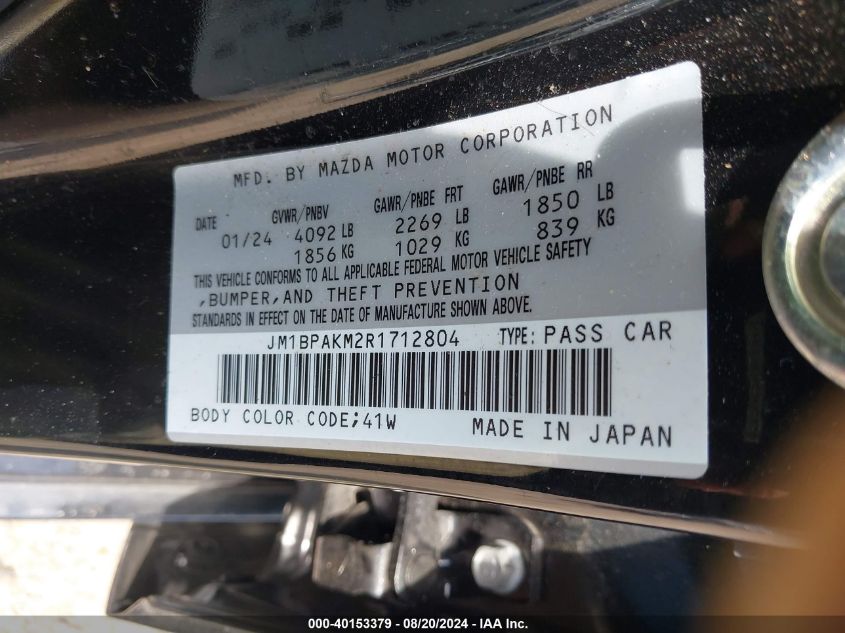 MFD. BY MAZDA MOTOR CORPORATION
DATE GVWR/PNBV GAWR/PNBE FRT GAWR/PNBE RR
01/24 4092 LB 2269 LB 1850 LB
1856 KG 1029 KG 839 KG
THIS VEHICLE CONFORMS TO ALL APPLICABLE FEDERAL MOTOR VEHICLE SAFETY
,BUMPER,AND THEFT PREVENTION
STANDARDS IN EFFECT ON THE DATE OF MANUFACTURE SHOWN ABOVE.
JM1BPAKM2R1712804 TYPE: PASS CAR
BODY COLOR CODE;41W MADE IN JAPAN
000-40153379 - 08/20/2024 - IAA Inc.